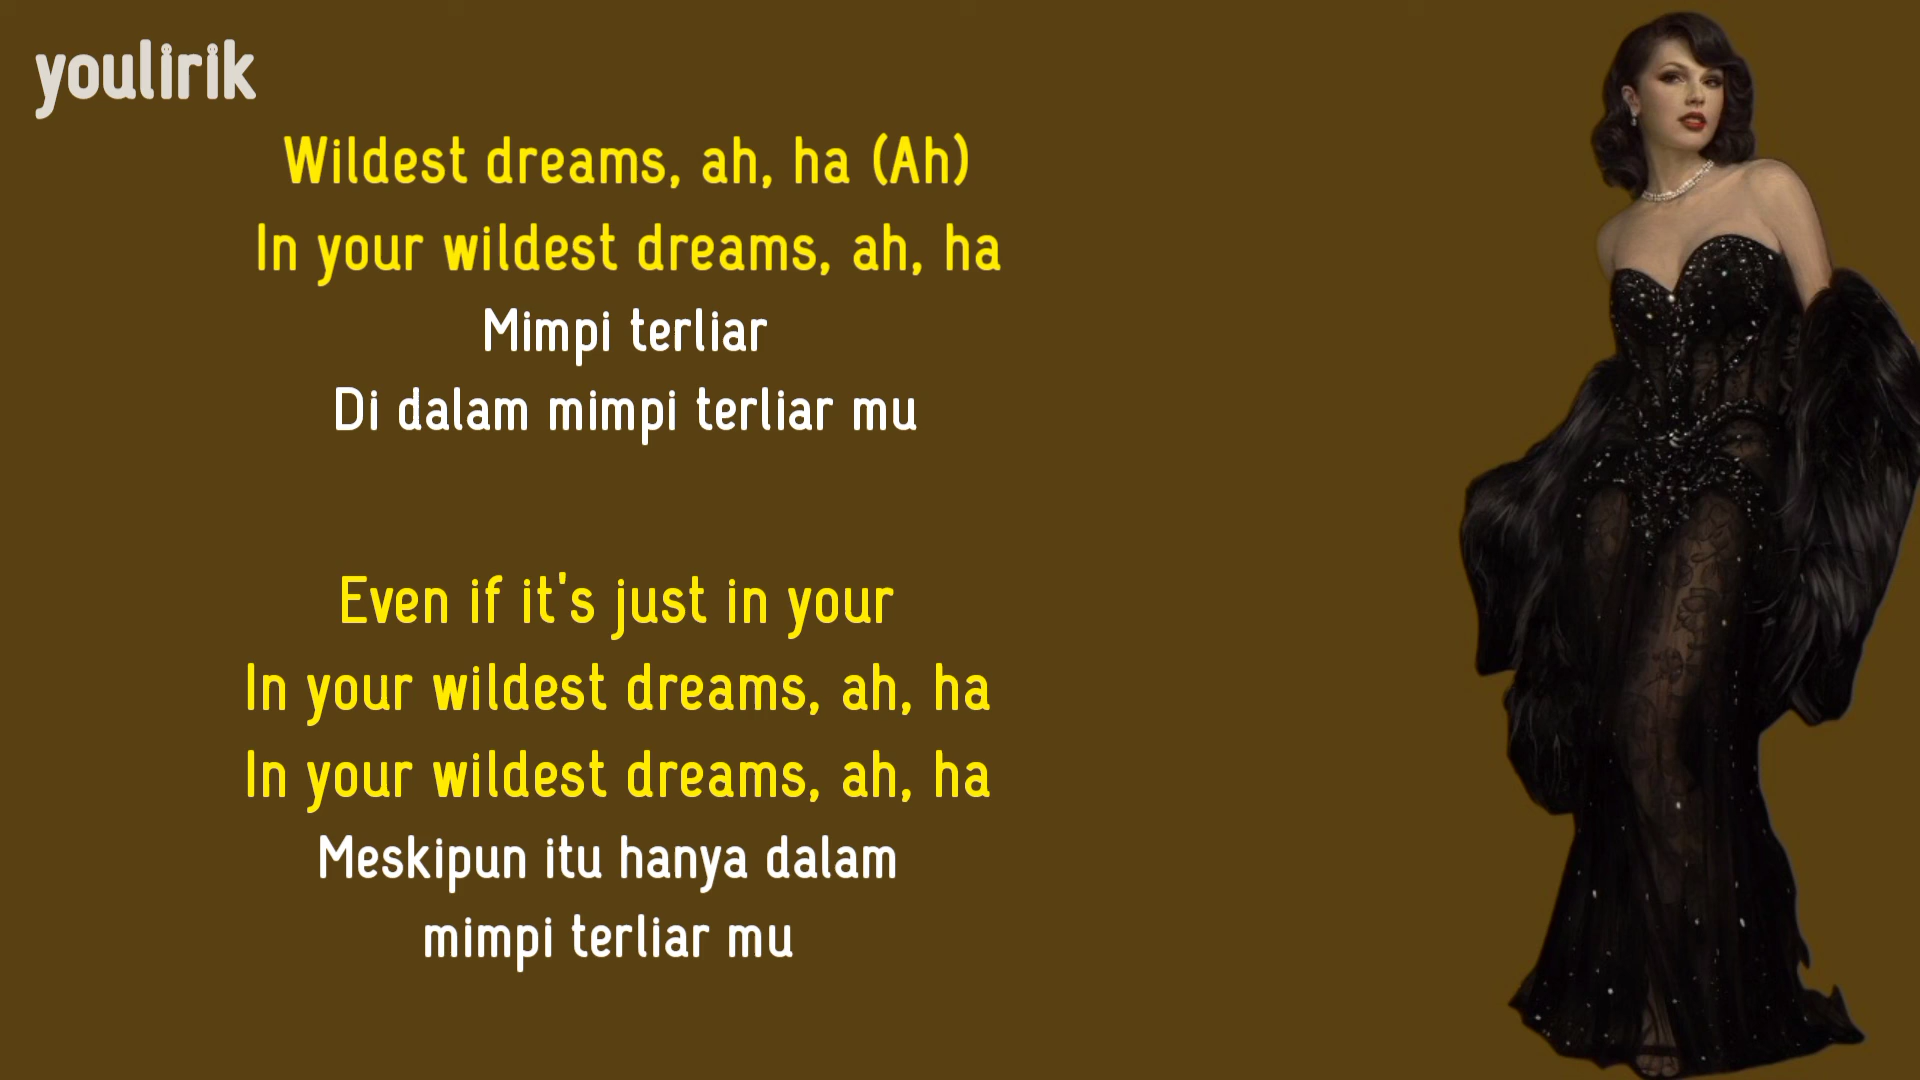 youlirik
Wildest dreams, ah, ha (Ah)
In your wildest dreams, ah, ha
Mimpi terliar
Di dalam mimpi terliar mu
Even if it's just in your
In your wildest dreams, ah, ha
In your wildest dreams, ah, ha
Meskipun itu hanya dalam
mimpi terliar mu